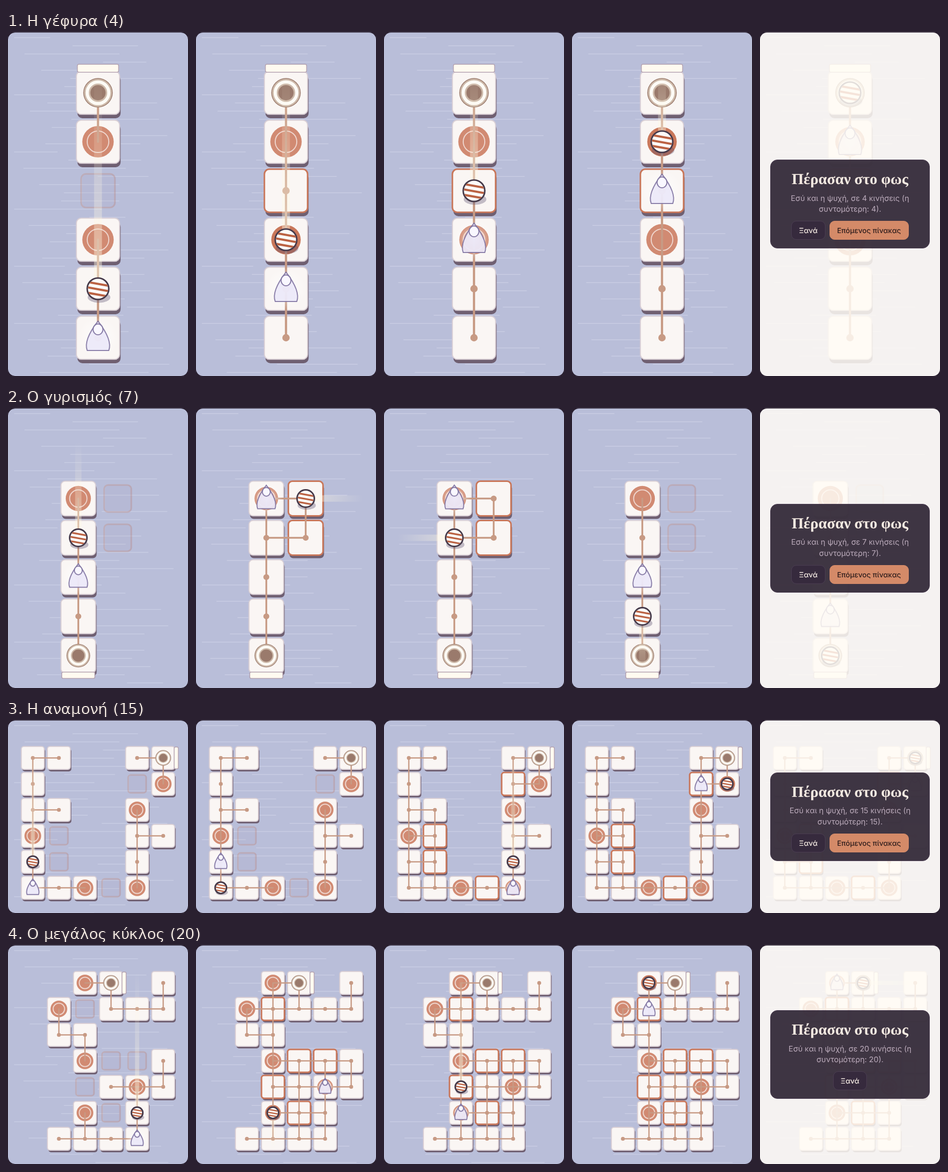 1. Η γέφυρα (4)
Πέρασαν στο φως
Εσύ και η ψυχή, σε 4 κινήσεις (η
συντομότερη: 4).
Ξανά
Επόμενος πίνακας
2. Ο γυρισμός (7)
Πέρασαν στο φως
Εσύ και η ψυχή, σε 7 κινήσεις (η
συντομότερη: 7).
Ξανά
Επόμενος πίνακας
3. Η αναμονή (15)
Πέρασαν στο φως
Εσύ και η ψυχή, σε 15 κινήσεις (η
συντομότερη: 15).
Ξανά
Επόμενος πίνακας
4. Ο μεγάλος κύκλος (20)
Πέρασαν στο φως
Εσύ και η ψυχή, σε 20 κινήσεις (η
συντομότερη: 20).
Ξανά